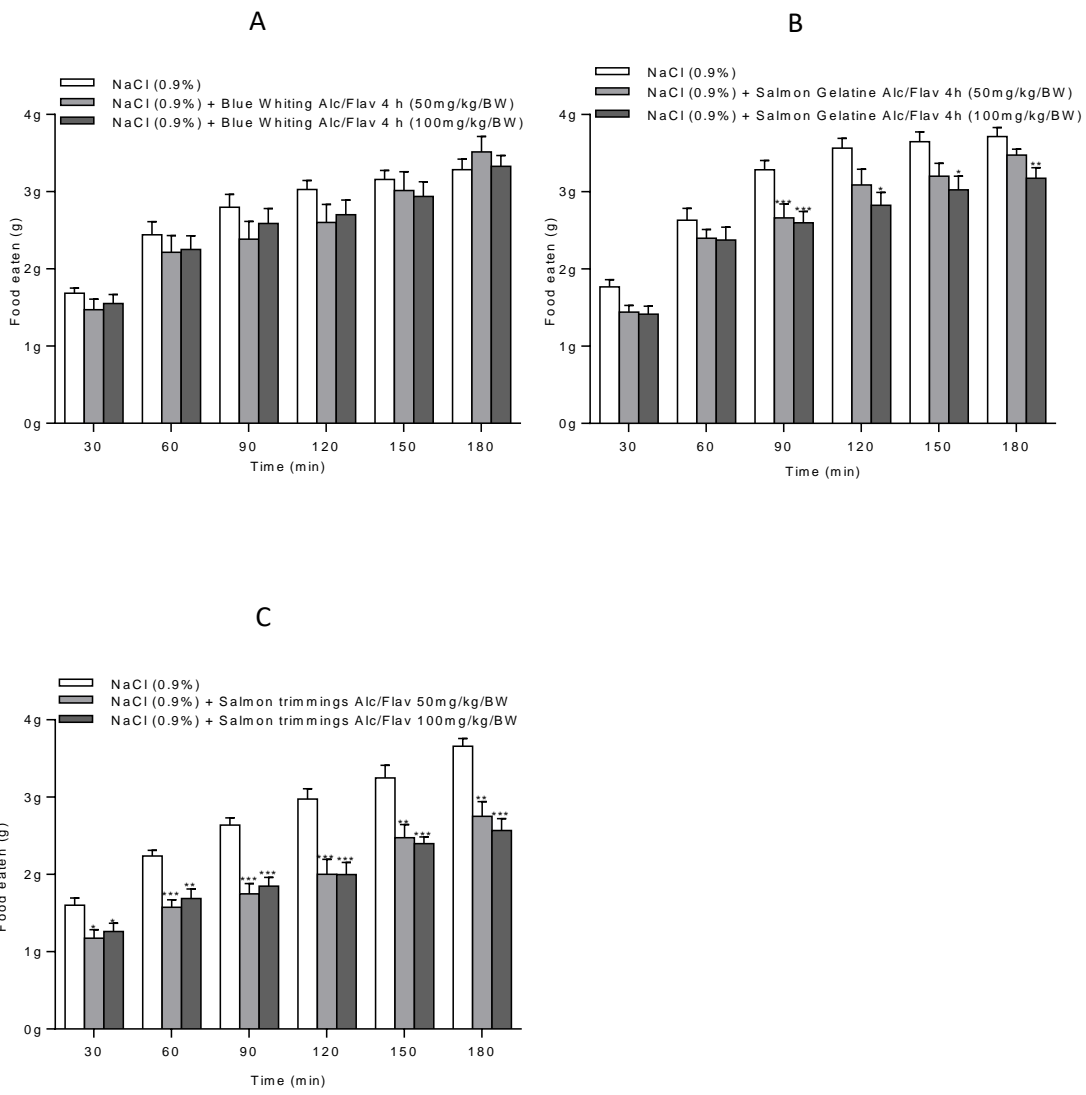 A
NaCl (0.9%)
NaCl (0.9%) + Blue Whiting Alc/Flav 4 h (50mg/kg/BW)
NaCl (0.9%) + Blue Whiting Alc/Flav 4 h (100mg/kg/BW)
4g
3g
2g
1g
0g
Food eaten (g)
30 60 90 120 150 180
Time (min)
B
NaCl (0.9%)
NaCl (0.9%) + Salmon Gelatine Alc/Flav 4h (50mg/kg/BW)
NaCl (0.9%) + Salmon Gelatine Alc/Flav 4h (100mg/kg/BW)
4g
3g
2g
1g
0g
Food eaten (g)
*** *** * * **
30 60 90 120 150 180
Time (min)
C
NaCl (0.9%)
NaCl (0.9%) + Salmon trimmings Alc/Flav 50mg/kg/BW
NaCl (0.9%) + Salmon trimmings Alc/Flav 100mg/kg/BW
4g
3g
2g
1g
0g
Food eaten (g)
* * *** ** *** *** *** *** ** *** ** ***
30 60 90 120 150 180
Time (min)